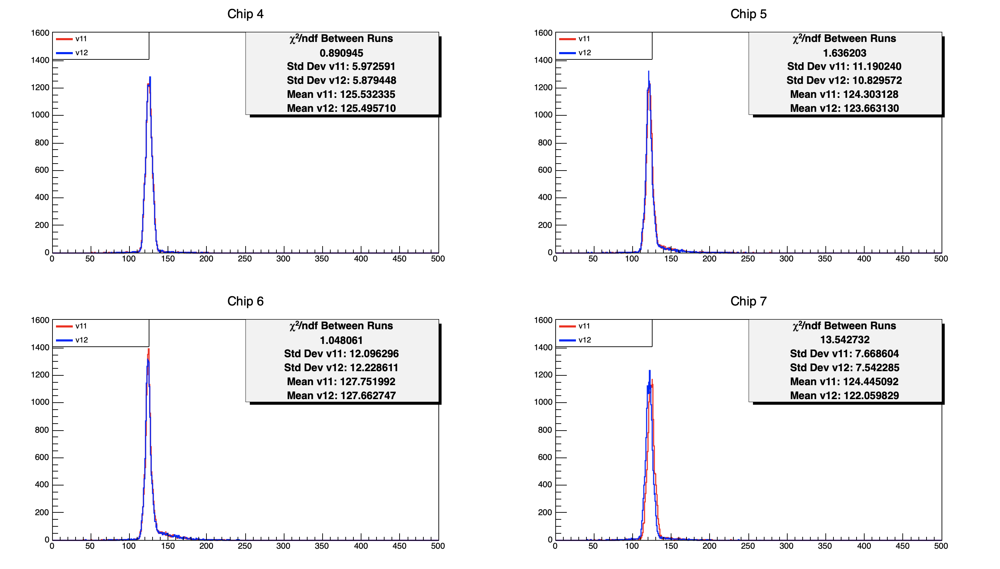 Chip 4
1600
1400
1200
1000
800
600
400
200
0
0 50 100 150 200 250 300 350 400 450 500
v11
v12
χ²/ndf Between Runs
0.890945
Std Dev v11: 5.972591
Std Dev v12: 5.879448
Mean v11: 125.532335
Mean v12: 125.495710
Chip 5
1600
1400
1200
1000
800
600
400
200
0
0 50 100 150 200 250 300 350 400 450 500
v11
v12
χ²/ndf Between Runs
1.636203
Std Dev v11: 11.190240
Std Dev v12: 10.829572
Mean v11: 124.303128
Mean v12: 123.663130
Chip 6
1600
1400
1200
1000
800
600
400
200
0
0 50 100 150 200 250 300 350 400 450 500
v11
v12
χ²/ndf Between Runs
1.048061
Std Dev v11: 12.096296
Std Dev v12: 12.228611
Mean v11: 127.751992
Mean v12: 127.662747
Chip 7
1600
1400
1200
1000
800
600
400
200
0
0 50 100 150 200 250 300 350 400 450 500
v11
v12
χ²/ndf Between Runs
13.542732
Std Dev v11: 7.668604
Std Dev v12: 7.542285
Mean v11: 124.445092
Mean v12: 122.059829